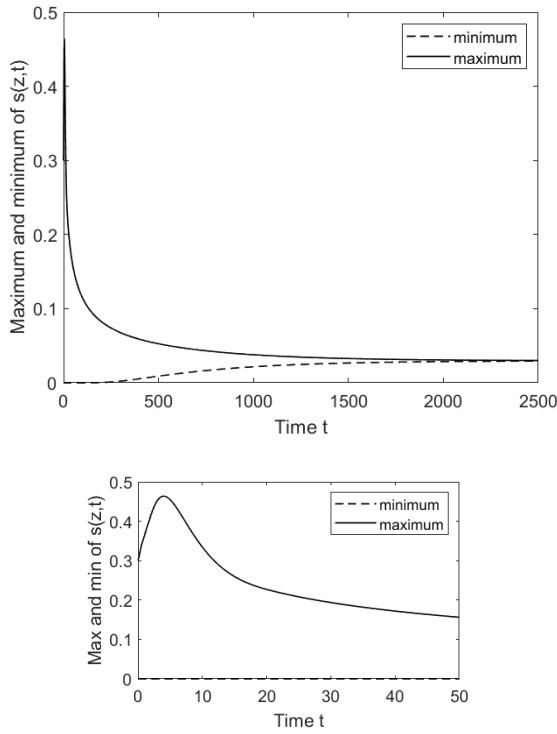 Maximum and minimum of s(z,t)
0.5
0.4
0.3
0.2
0.1
0
minimum
maximum
0 500 1000 1500 2000 2500
Time t
Max and min of s(z,t)
0.5
0.4
0.3
0.2
0.1
0
minimum
maximum
0 10 20 30 40 50
Time t